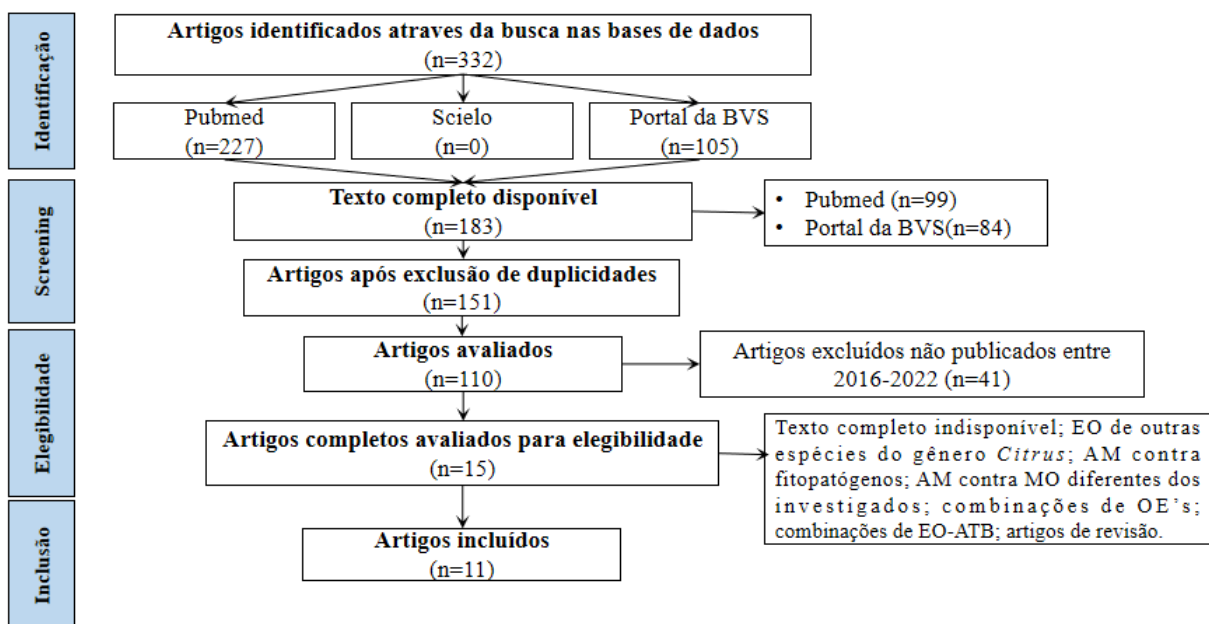 Identificação
Artigos identificados atraves da busca nas bases de dados
(n=332)
Pubmed
(n=227)
Scielo
(n=0)
Portal da BVS
(n=105)
Screening
Texto completo disponível
(n=183)
• Pubmed (n=99)
• Portal da BVS(n=84)
Artigos após exclusão de duplicidades
(n=151)
Elegibilidade
Artigos avaliados
(n=110)
Artigos excluídos não publicados entre
2016-2022 (n=41)
Artigos completos avaliados para elegibilidade
(n=15)
Texto completo indisponível; EO de outras
espécies do gênero Citrus; AM contra
fitopatógenos; AM contra MO diferentes dos
investigados; combinações de OE's;
combinações de EO-ATB; artigos de revisão.
Inclusão
Artigos incluídos
(n=11)